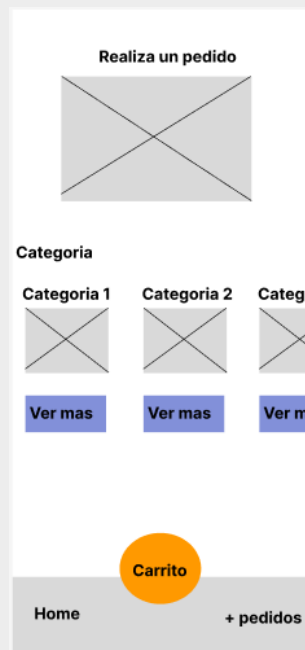 Realiza un pedido
Categoria
Categoria 1 Categoria 2 Categ
Ver mas Ver mas Ver m
Carrito
Home + pedidos